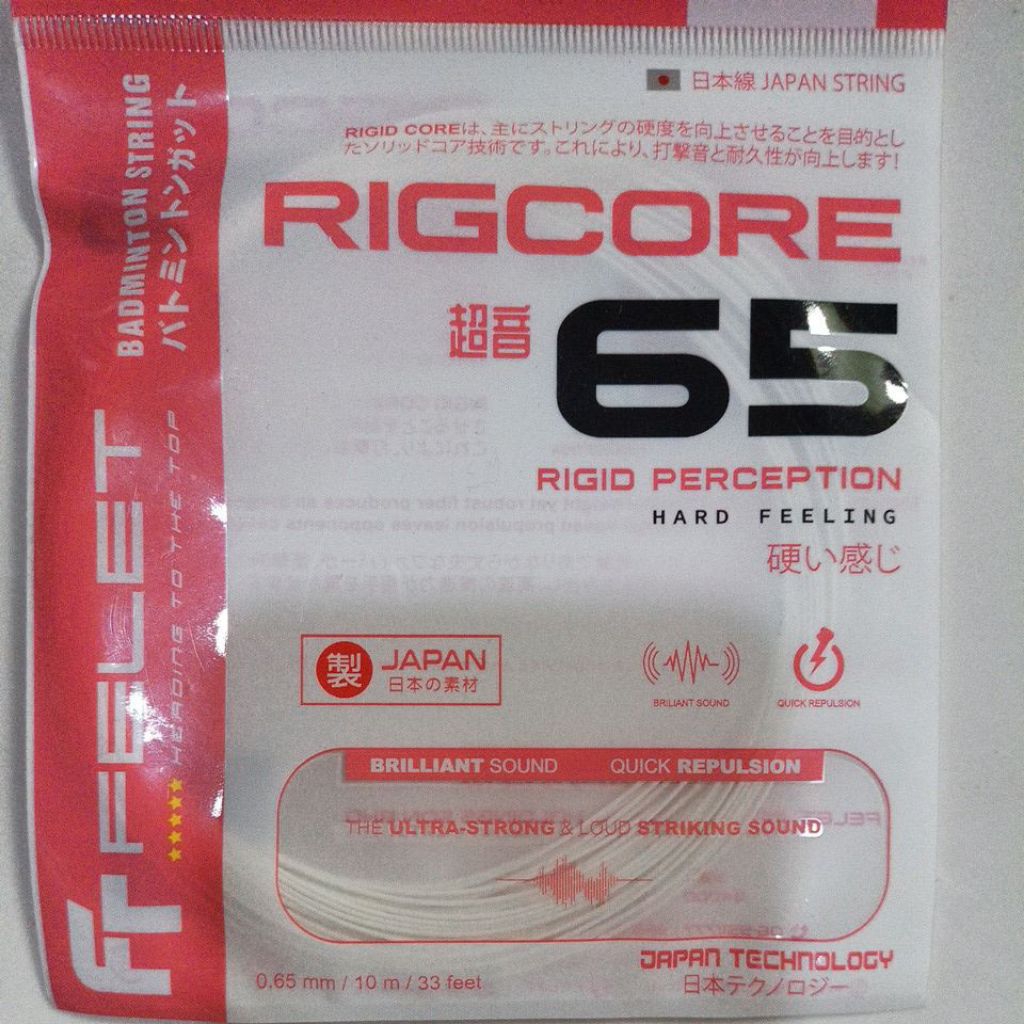 日本線 JAPAN STRING
RIGID COREは、主にストリングの硬度を向上させることを目的とし
たソリッドコア技術です。これにより、打撃音と耐久性が向上します!
RIGCORE
超音
65
RIGID PERCEPTION
HARD FEELING
硬い感じ
製
JAPAN
日本の素材
BRILIANT SOUND
QUICK REPULSION
BRILLIANT SOUND QUICK REPULSION
THE ULTRA-STRONG & LOUD STRIKING SOUND
JAPAN TECHNOLOGY
日本テクノロジー
0.65 mm / 10 m / 33 feet
BADMINTON STRING
バトミントンガット
FT FELET
HEADING TO THE TOP